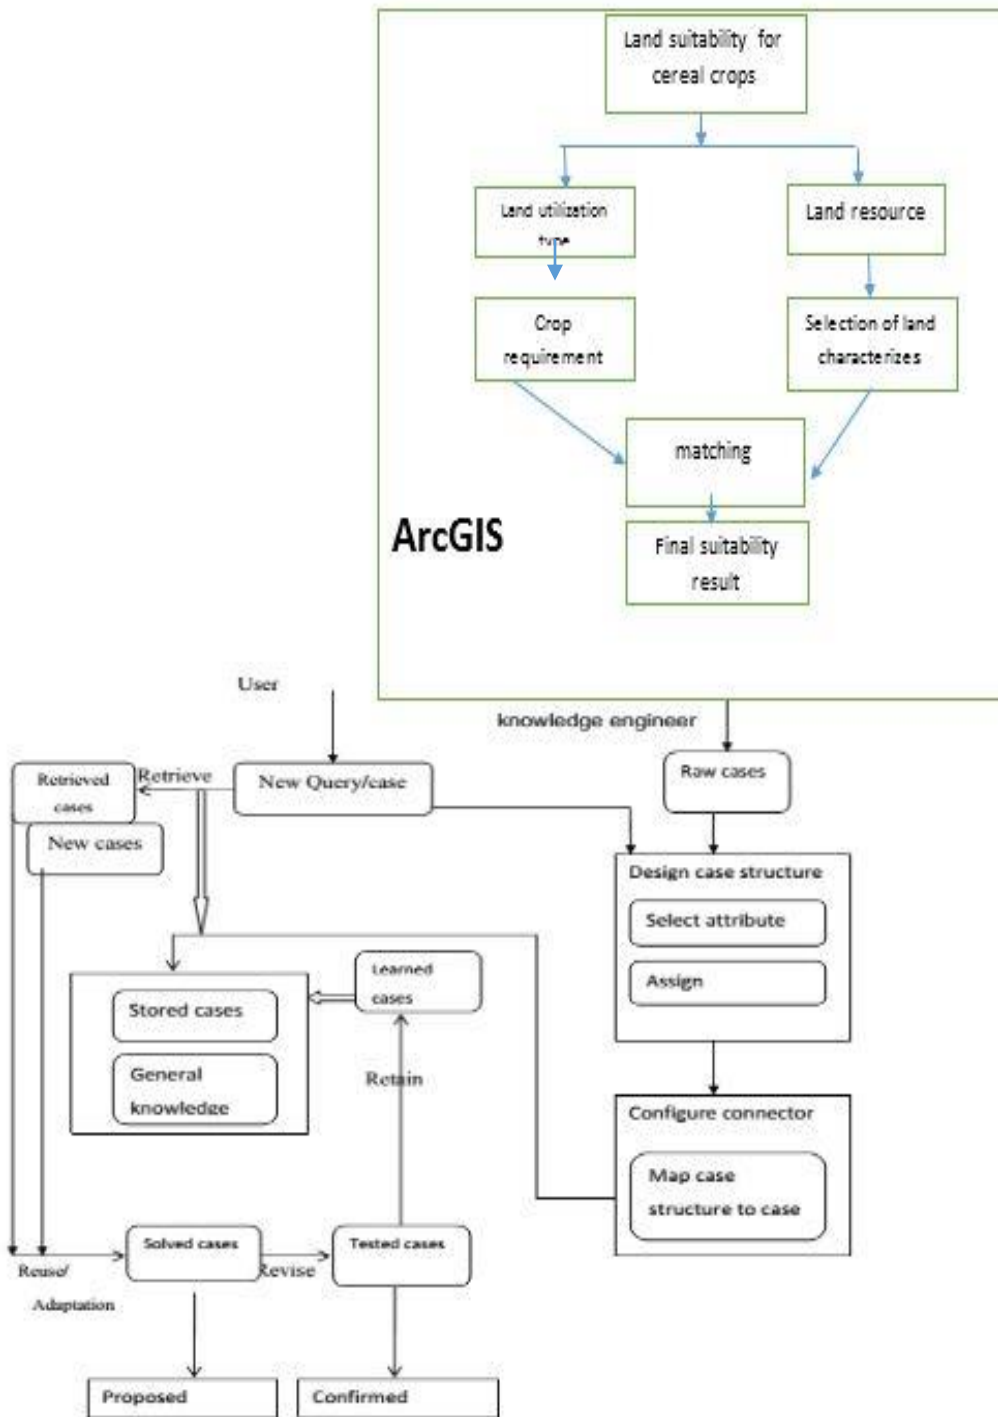 Land suitability for
cereal crops
Land utilization
type
Land resource
Crop
requirement
Selection of land
characterizes
matching
ArcGIS
Final suitability
result
User
knowledge engineer
Retrieved
cases
Retrieve
New Query/case
Raw cases
New cases
Design case structure
Select attribute
Assign
Learned
cases
Stored cases
General
knowledge
Retain
Configure connector
Map case
structure to case
Solved cases
Revise
Tested cases
Reuse/
Adaptation
Proposed
Confirmed